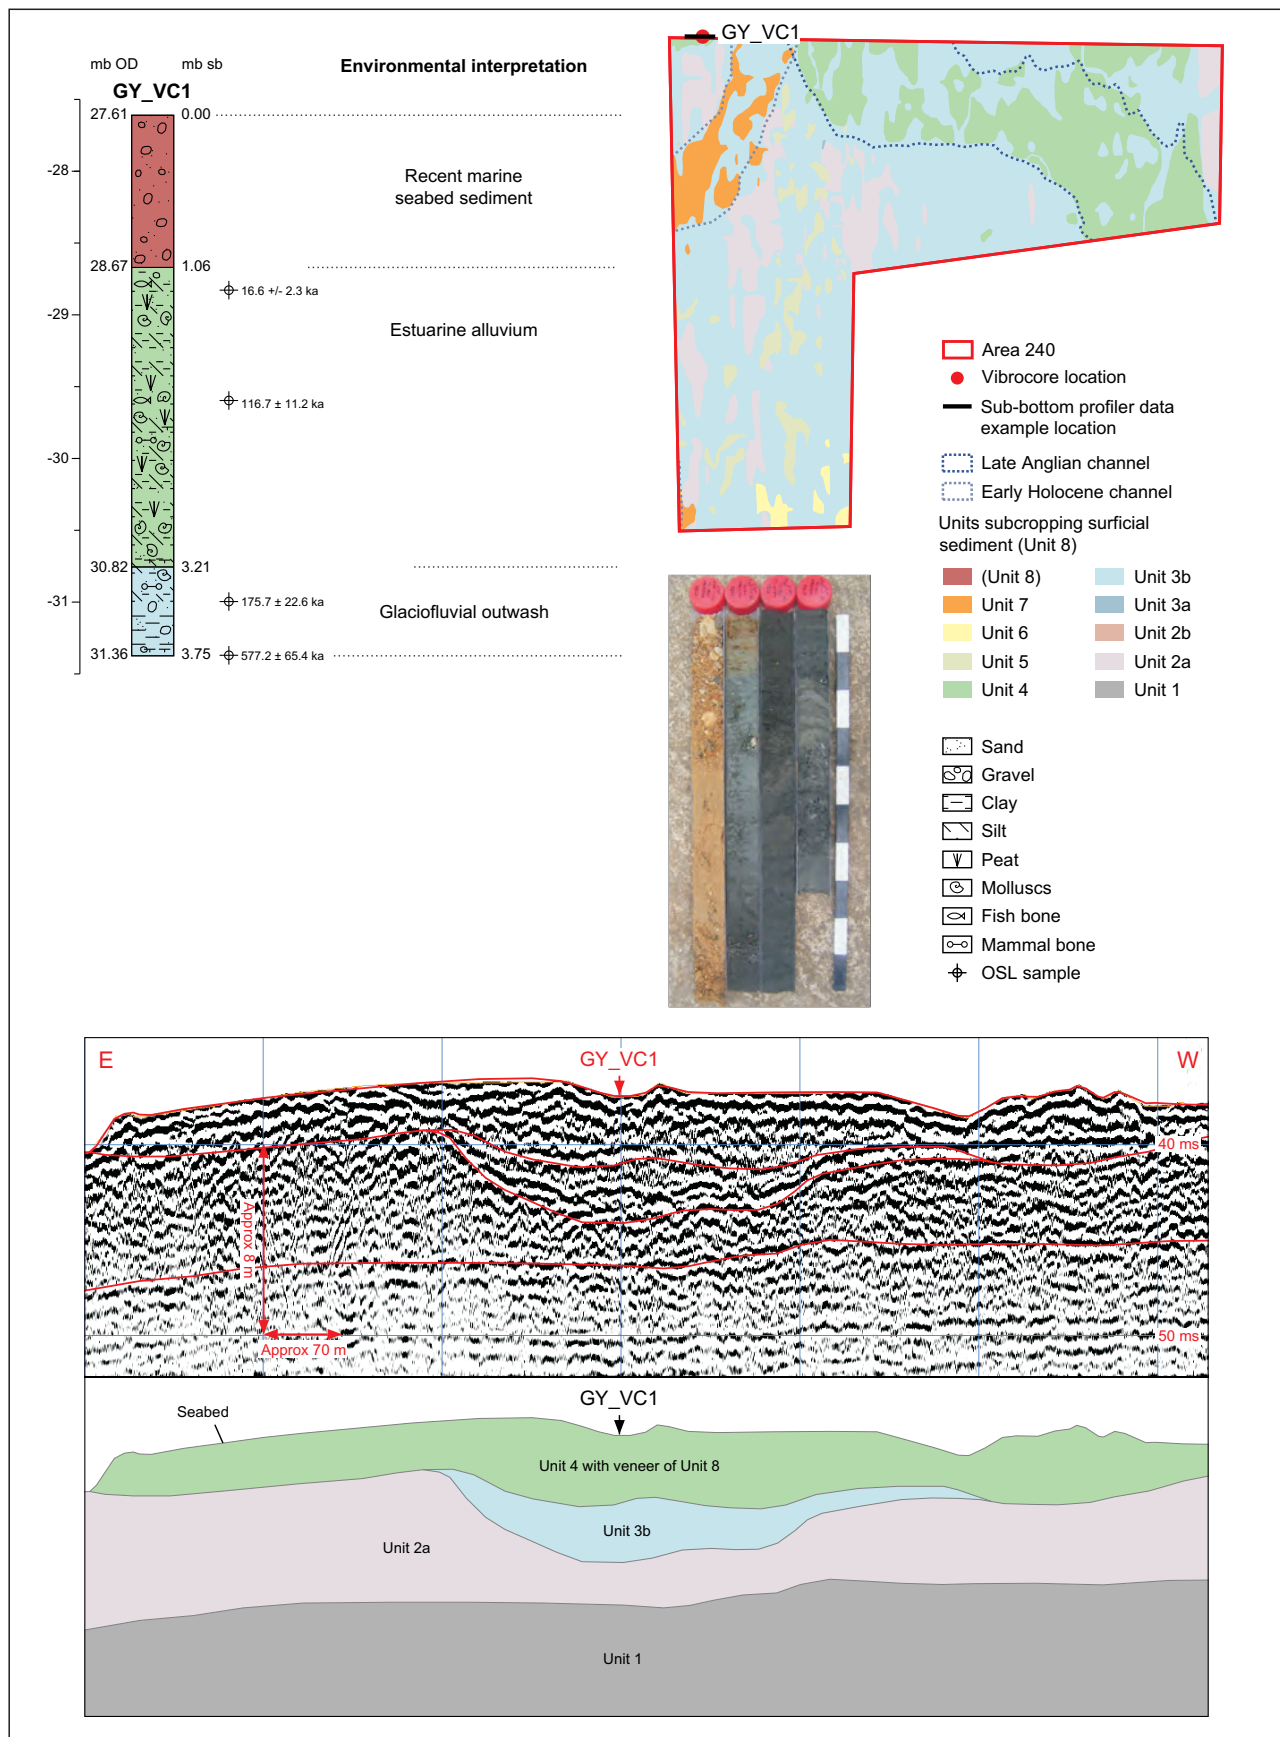 mb OD
mb sb
Environmental interpretation
GY_VC1
27.61
0.00
-28
Recent marine
seabed sediment
28.67
1.06
16.6 +/- 2.3 ka
-29
Estuarine alluvium
116.7 ± 11.2 ka
-30
30.82
3.21
-31
175.7 ± 22.6 ka
Glaciofluvial outwash
31.36
3.75
577.2 ± 65.4 ka
GY_VC1
Area 240
Vibrocore location
Sub-bottom profiler data
example location
Late Anglian channel
Early Holocene channel
Units subcropping surficial
sediment (Unit 8)
(Unit 8)
Unit 7
Unit 6
Unit 5
Unit 4
Unit 3b
Unit 3a
Unit 2b
Unit 2a
Unit 1
Sand
Gravel
Clay
Silt
Peat
Molluscs
Fish bone
Mammal bone
OSL sample
E
GY_VC1
W
40 ms
Approx 8 m
Approx 70 m
50 ms
GY_VC1
Seabed
Unit 4 with veneer of Unit 8
Unit 3b
Unit 2a
Unit 1